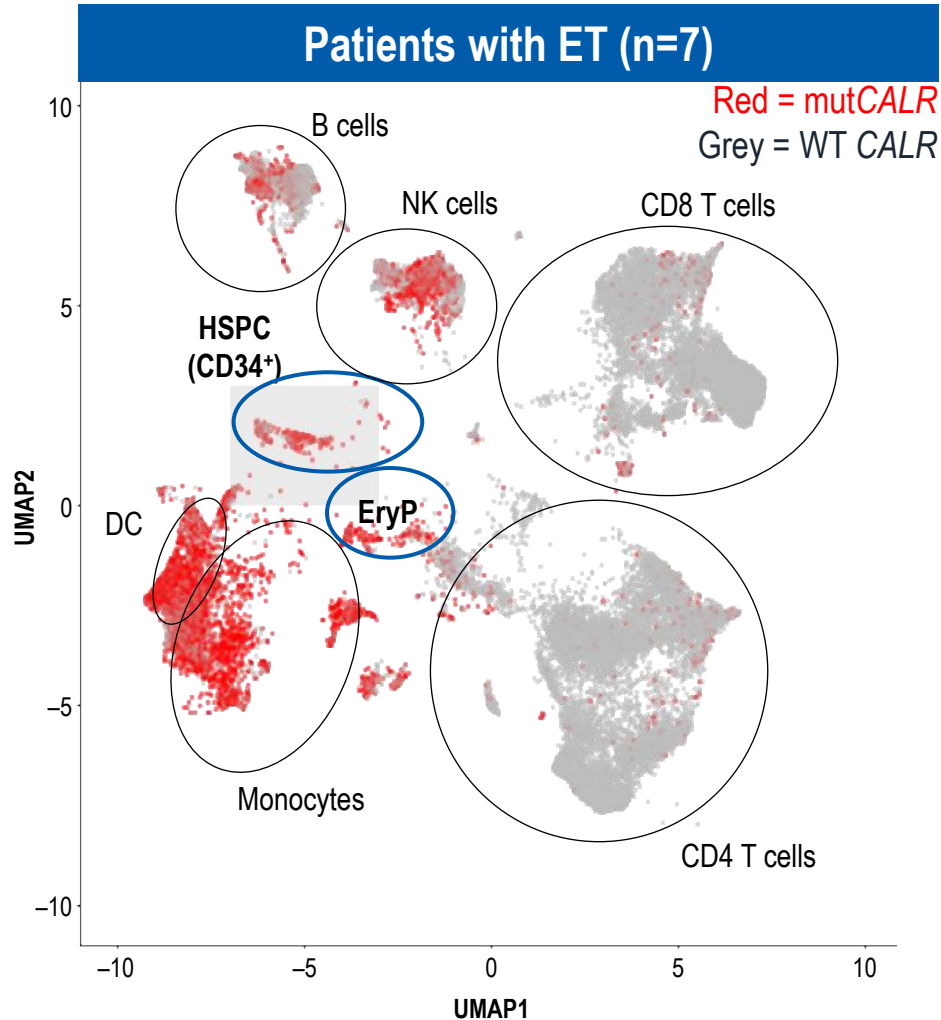 Patients with ET (n=7)
Red = mutCALR
Grey = WT CALR
B cells
NK cells
CD8 T cells
HSPC
(CD34⁺)
EryP
DC
Monocytes
CD4 T cells
UMAP2
10
5
0
–5
–10
–10
–5
0
5
10
UMAP1